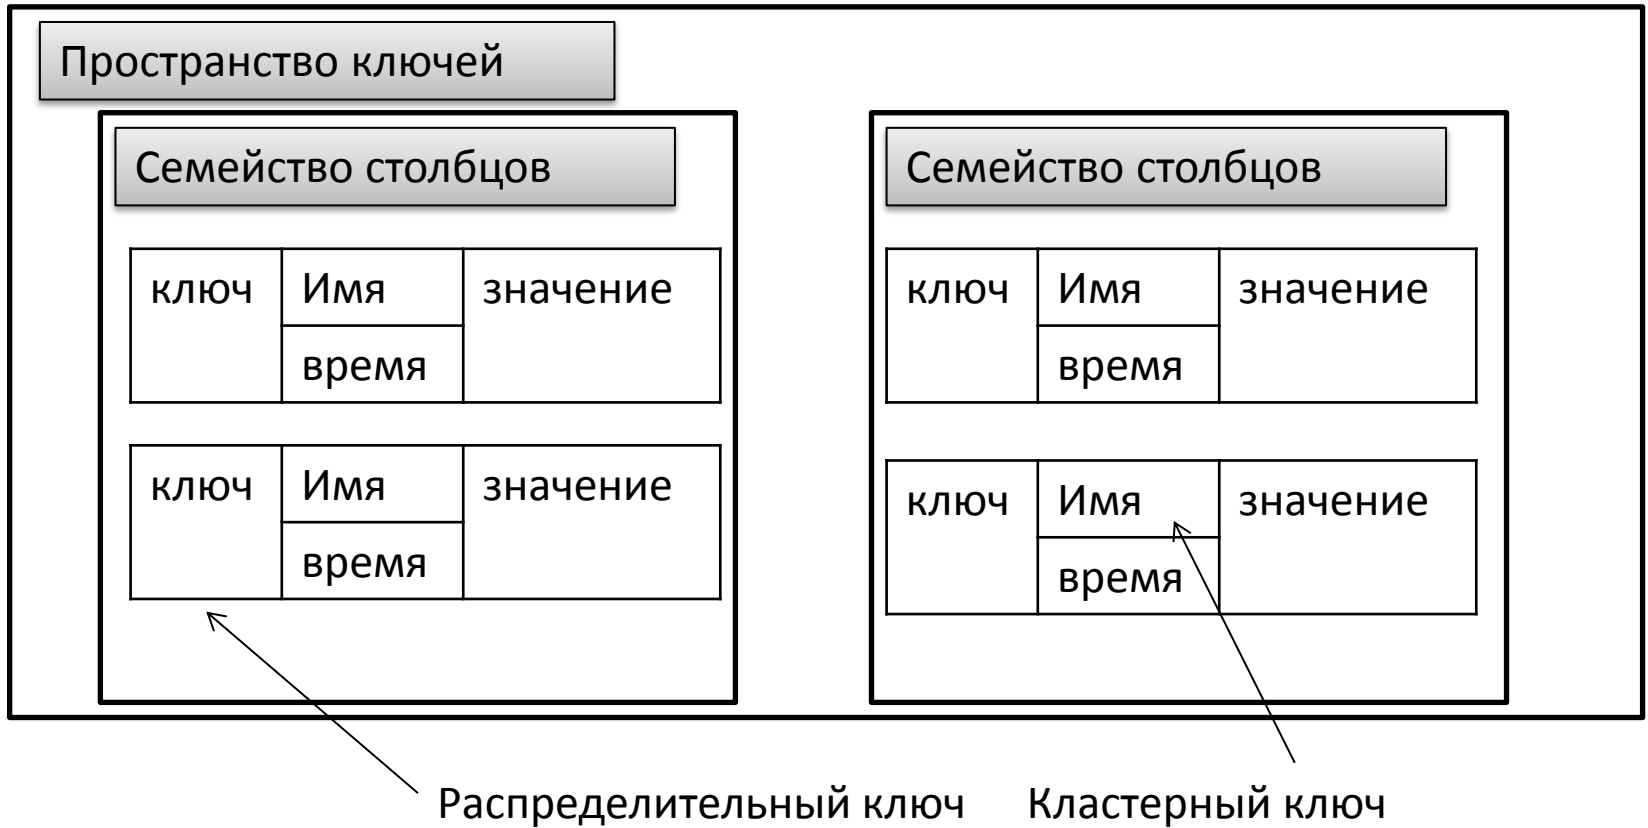 Пространство ключей
Семейство столбцов
ключ Имя значение
время
ключ Имя значение
время
Семейство столбцов
ключ Имя значение
время
ключ Имя значение
время
Распределительный ключ
Кластерный ключ